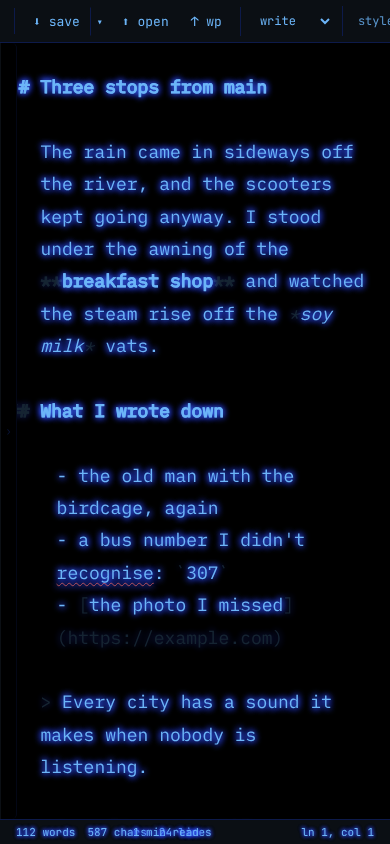 ⬇ save ▾ ⬆ open ↑ wp write style
# Three stops from main
The rain came in sideways off
the river, and the scooters
kept going anyway. I stood
under the awning of the
**breakfast shop** and watched
the steam rise off the *soy
milk* vats.
# What I wrote down
- the old man with the
birdcage, again
- a bus number I didn't
recognise: `307`
- [the photo I missed]
(https://example.com)
> Every city has a sound it
makes when nobody is
listening.
112 words 587 chars ln 1, col 1